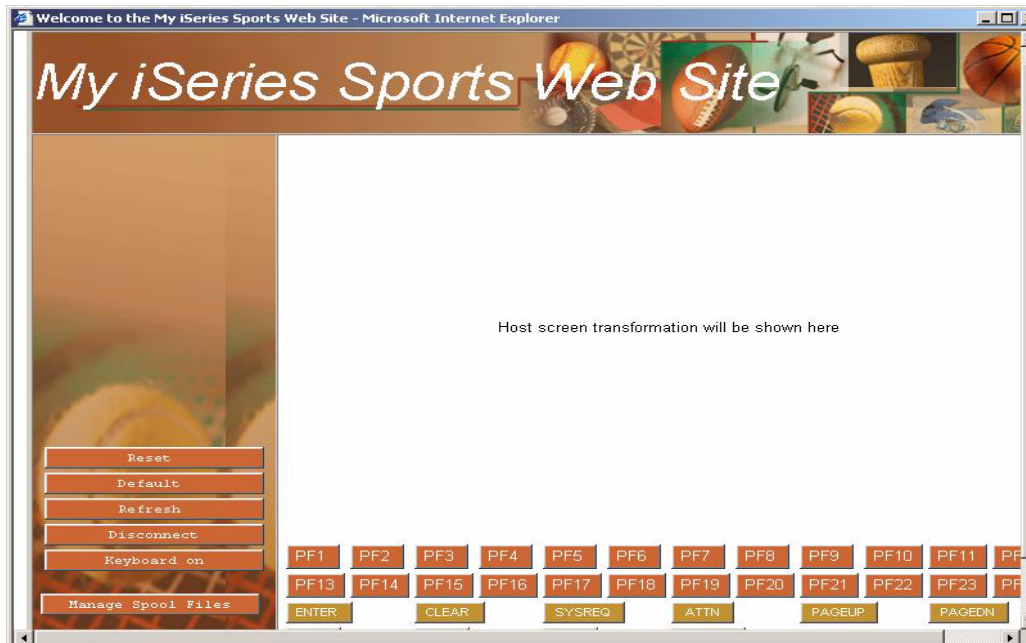 Welcome to the My iSeries Sports Web Site - Microsoft Internet Explorer
My iSeries Sports Web Site
Host screen transformation will be shown here
Reset
Default
Refresh
Disconnect
Keyboard on
Manage Spool Files
PF1 PF2 PF3 PF4 PF5 PF6 PF7 PF8 PF9 PF10 PF11
PF13 PF14 PF15 PF16 PF17 PF18 PF19 PF20 PF21 PF22 PF23
ENTER CLEAR SYSREQ ATTN PAGEUP PAGEDN